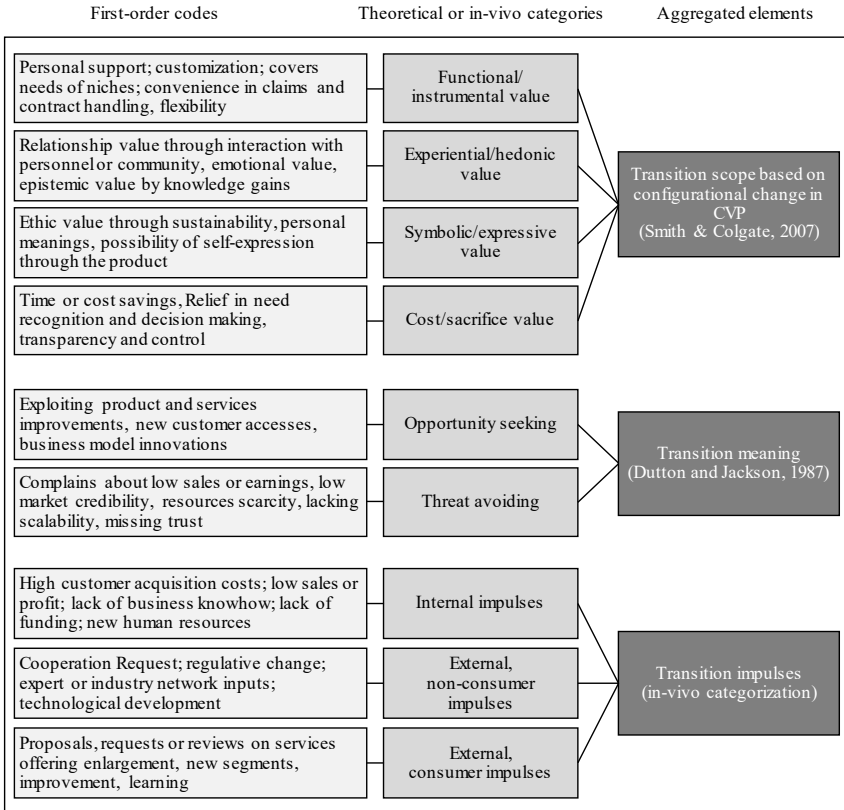 First-order codes
Theoretical or in-vivo categories
Aggregated elements
Personal support; customization; covers
needs of niches; convenience in claims and
contract handling, flexibility
Functional/
instrumental value
Relationship value through interaction with
personnel or community, emotional value,
epistemic value by knowledge gains
Experiential/hedonic
value
Ethic value through sustainability, personal
meanings, possibility of self-expression
through the product
Symbolic/expressive
value
Time or cost savings, Relief in need
recognition and decision making,
transparency and control
Cost/sacrifice value
Transition scope based on
configurational change in
CVP
(Smith & Colgate, 2007)
Exploiting product and services
improvements, new customer accesses,
business model innovations
Opportunity seeking
Complains about low sales or earnings, low
market credibility, resources scarcity, lacking
scalability, missing trust
Threat avoiding
Transition meaning
(Dutton and Jackson, 1987)
High customer acquisition costs; low sales or
profit; lack of business knowhow; lack of
funding; new human resources
Internal impulses
Cooperation Request; regulative change;
expert or industry network inputs;
technological development
External,
non-consumer
impulses
Proposals, requests or reviews on services
offering enlargement, new segments,
improvement, learning
External,
consumer impulses
Transition impulses
(in-vivo categorization)